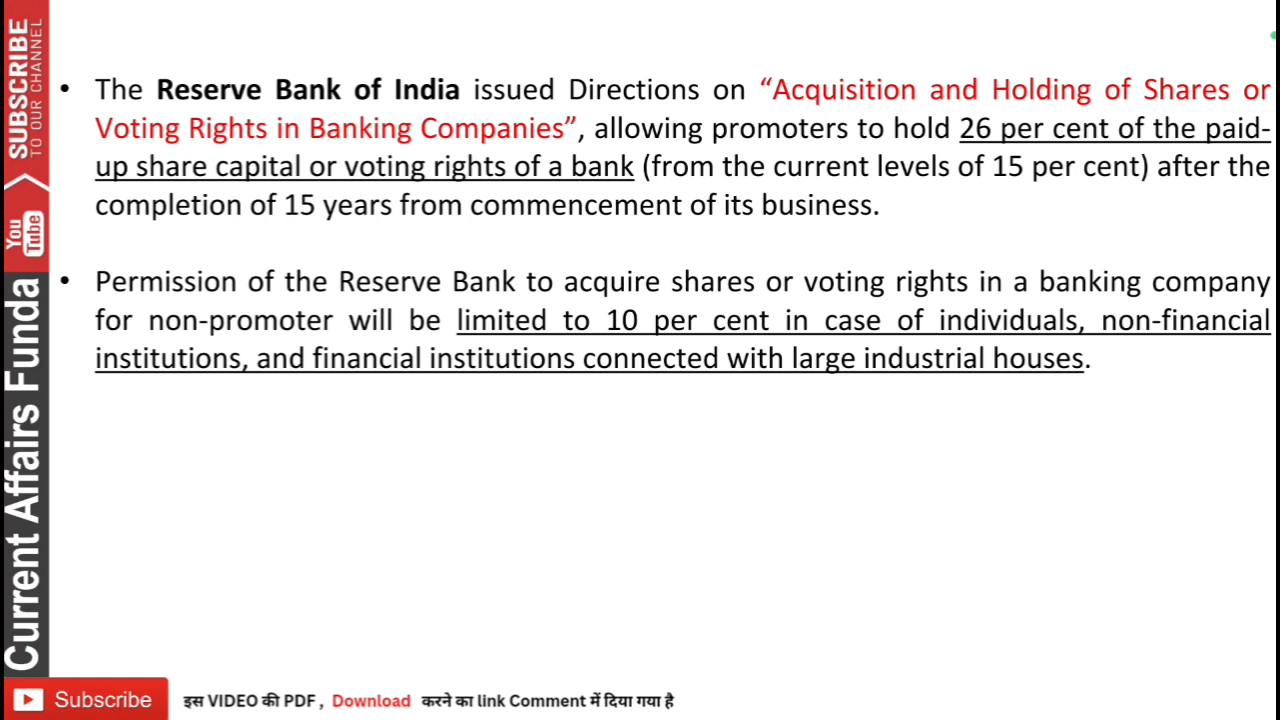 • The Reserve Bank of India issued Directions on “Acquisition and Holding of Shares or
Voting Rights in Banking Companies”, allowing promoters to hold 26 per cent of the paid-
up share capital or voting rights of a bank (from the current levels of 15 per cent) after the
completion of 15 years from commencement of its business.
• Permission of the Reserve Bank to acquire shares or voting rights in a banking company
for non-promoter will be limited to 10 per cent in case of individuals, non-financial
institutions, and financial institutions connected with large industrial houses.
SUBSCRIBE
TO OUR CHANNEL
You
Tube
Current Affairs Funda
Subscribe
इस VIDEO की PDF , Download करने का link Comment में दिया गया है